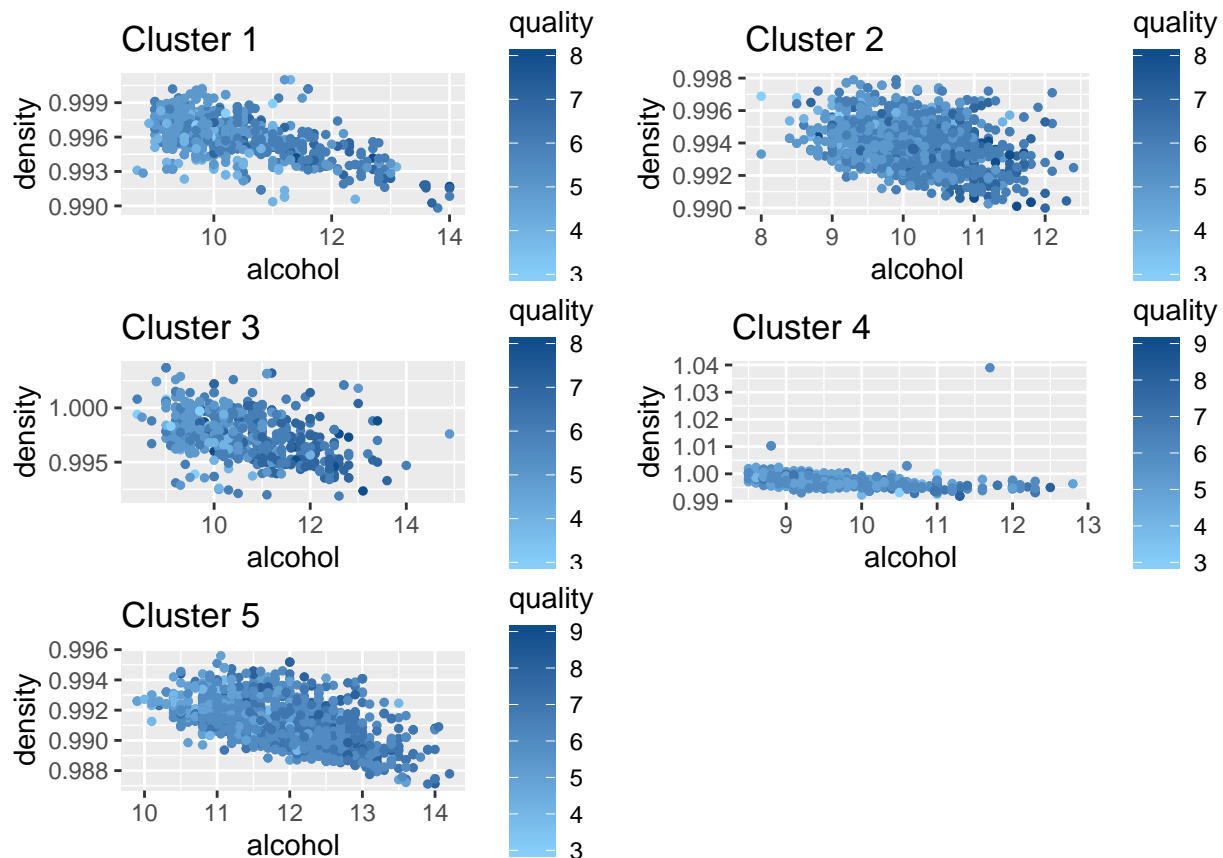 Cluster 1
density
0.999
0.996
0.993
0.990
10 12 14
alcohol
quality
8
7
6
5
4
3
Cluster 2
density
0.998
0.996
0.994
0.992
0.990
8 9 10 11 12
alcohol
quality
8
7
6
5
4
3
Cluster 3
density
1.000
0.995
10 12 14
alcohol
quality
8
7
6
5
4
3
Cluster 4
density
1.04
1.03
1.02
1.01
1.00
0.99
9 10 11 12 13
alcohol
quality
9
8
7
6
5
4
3
Cluster 5
density
0.996
0.994
0.992
0.990
0.988
10 11 12 13 14
alcohol
quality
9
8
7
6
5
4
3